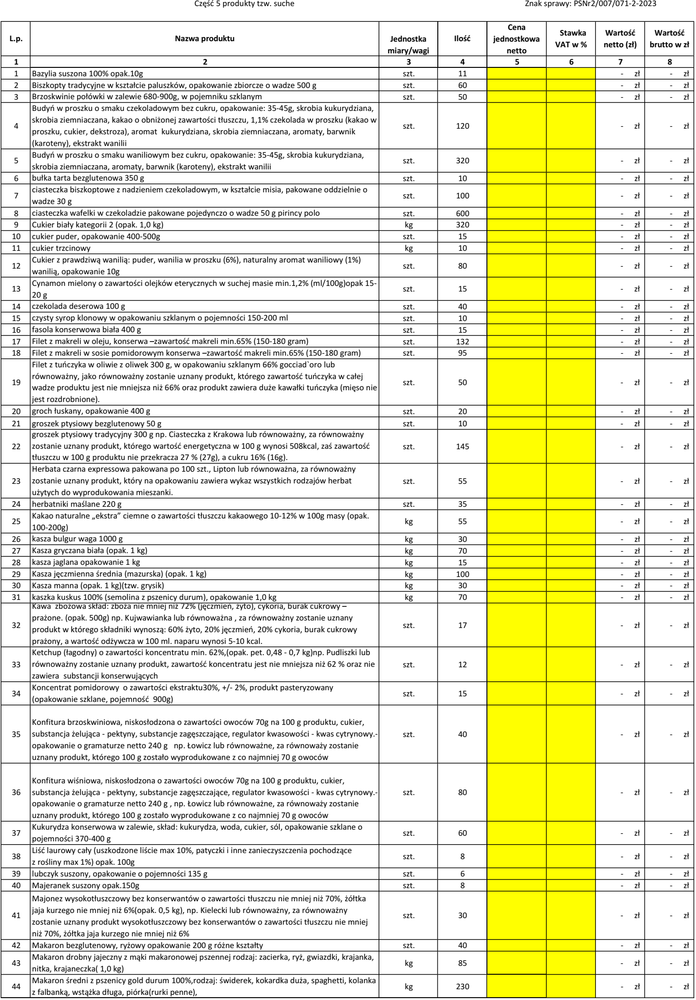 Część 5 produkty tzw. suche Znak sprawy: PSNr2/007/071-2-2023
L.p. Nazwa produktu Jednostka miary/wagi Ilość Cena jednostkowa netto Stawka VAT w % Wartość netto (zł) Wartość brutto w zł
1 2 3 4 5 6 7 8
1 Bazylia suszona 100% opak.10g szt. 11 - zł - zł
2 Biszkopty tradycyjne w kształcie paluszków, opakowanie zbiorcze o wadze 500 g szt. 60 - zł - zł
3 Brzoskwinie połówki w zalewie 680-900g, w pojemniku szklanym szt. 50 - zł - zł
4 Budyń w proszku o smaku czekoladowym bez cukru, opakowanie: 35-45g, skrobia kukurydziana,
skrobia ziemniaczana, kakao o obniżonej zawartości tłuszczu, 1,1% czekolada w proszku (kakao w
proszku, cukier, dekstroza), aromat kukurydziana, skrobia ziemniaczana, aromaty, barwnik
(karoteny), ekstrakt wanilii szt. 120 - zł - zł
5 Budyń w proszku o smaku waniliowym bez cukru, opakowanie: 35-45g, skrobia kukurydziana,
skrobia ziemniaczana, aromaty, barwnik (karoteny), ekstrakt wanilii szt. 320 - zł - zł
6 bułka tarta bezglutenowa 350 g szt. 10 - zł - zł
7 ciasteczka biszkoptowe z nadzieniem czekoladowym, w kształcie misia, pakowane oddzielnie o
wadze 30 g szt. 100 - zł - zł
8 ciasteczka wafelki w czekoladzie pakowane pojedynczo o wadze 50 g pirincy polo szt. 600 - zł - zł
9 Cukier biały kategorii 2 (opak. 1,0 kg) kg 320 - zł - zł
10 cukier puder, opakowanie 400-500g szt. 15 - zł - zł
11 cukier trzcinowy kg 10 - zł - zł
12 Cukier z prawdziwą wanilią: puder, wanilia w proszku (6%), naturalny aromat waniliowy (1%)
wanilią, opakowanie 10g szt. 80 - zł - zł
13 Cynamon mielony o zawartości olejków eterycznych w suchej masie min.1,2% (ml/100g)opak 15-
20 g szt. 15 - zł - zł
14 czekolada deserowa 100 g szt. 40 - zł - zł
15 czysty syrop klonowy w opakowaniu szklanym o pojemności 150-200 ml szt. 10 - zł - zł
16 fasola konserwowa biała 400 g szt. 15 - zł - zł
17 Filet z makreli w oleju, konserwa –zawartość makreli min.65% (150-180 gram) szt. 132 - zł - zł
18 Filet z makreli w sosie pomidorowym konserwa –zawartość makreli min.65% (150-180 gram) szt. 95 - zł - zł
19 Filet z tuńczyka w oliwie z oliwek 300 g, w opakowaniu szklanym 66% gocciad`oro lub
równoważny, jako równoważny zostanie uznany produkt, którego zawartość tuńczyka w całej
wadze produktu jest nie mniejsza niż 66% oraz produkt zawiera duże kawałki tuńczyka (mięso nie
jest rozdrobnione). szt. 50 - zł - zł
20 groch łuskany, opakowanie 400 g szt. 20 - zł - zł
21 groszek ptysiowy bezglutenowy 50 g szt. 10 - zł - zł
22 groszek ptysiowy tradycyjny 300 g np. Ciasteczka z Krakowa lub równoważny, za równoważny
zostanie uznany produkt, którego wartość energetyczna w 100 g wynosi 508kcal, zaś zawartość
tłuszczu w 100 g produktu nie przekracza 27 % (27g), a cukru 16% (16g). szt. 145 - zł - zł
23 Herbata czarna expressowa pakowana po 100 szt., Lipton lub równoważna, za równoważny
zostanie uznany produkt, który na opakowaniu zawiera wykaz wszystkich rodzajów herbat
użytych do wyprodukowania mieszanki. szt. 55 - zł - zł
24 herbatniki maślane 220 g szt. 35 - zł - zł
25 Kakao naturalne „ekstra” ciemne o zawartości tłuszczu kakaowego 10-12% w 100g masy (opak.
100-200g) kg 55 - zł - zł
26 kasza bulgur waga 1000 g kg 30 - zł - zł
27 Kasza gryczana biała (opak. 1 kg) kg 70 - zł - zł
28 kasza jaglana opakowanie 1 kg kg 15 - zł - zł
29 Kasza jęczmienna średnia (mazurska) (opak. 1 kg) kg 100 - zł - zł
30 Kasza manna (opak. 1 kg)(tzw. grysik) kg 30 - zł - zł
31 kaszka kuskus 100% (semolina z pszenicy durum), opakowanie 1,0 kg kg 70 - zł - zł
32 Kawa zbożowa skład: zboża nie mniej niż 72% (jęczmień, żyto), cykoria, burak cukrowy –
prażone. (opak. 500g) np. Kujwawianka lub równoważna , za równoważny zostanie uznany
produkt w którego składniki wynoszą: 60% żyto, 20% jęczmień, 20% cykoria, burak cukrowy
prażony, a wartość odżywcza w 100 ml. naparu wynosi 5-10 kcal. szt. 17 - zł - zł
33 Ketchup (łagodny) o zawartości koncentratu min. 62%,(opak. pet. 0,48 - 0,7 kg)np. Pudliszki lub
równoważny zostanie uznany produkt, zawartość koncentratu jest nie mniejsza niż 62 % oraz nie
zawiera substancji konserwujących szt. 12 - zł - zł
34 Koncentrat pomidorowy o zawartości ekstraktu30%, +/- 2%, produkt pasteryzowany
(opakowanie szklane, pojemność 900g) szt. 15 - zł - zł
35 Konfitura brzoskwiniowa, niskosłodzona o zawartości owoców 70g na 100 g produktu, cukier,
substancja żelująca - pektyny, substancje zagęszczające, regulator kwasowości - kwas cytrynowy.-
opakowanie o gramaturze netto 240 g np. Łowicz lub równoważne, za równoważy zostanie
uznany produkt, którego 100 g zostało wyprodukowane z co najmniej 70 g owoców szt. 40 - zł - zł
36 Konfitura wiśniowa, niskosłodzona o zawartości owoców 70g na 100 g produktu, cukier,
substancja żelująca - pektyny, substancje zagęszczające, regulator kwasowości - kwas cytrynowy.-
opakowanie o gramaturze netto 240 g , np. Łowicz lub równoważne, za równoważy zostanie
uznany produkt, którego 100 g zostało wyprodukowane z co najmniej 70 g owoców szt. 80 - zł - zł
37 Kukurydza konserwowa w zalewie, skład: kukurydza, woda, cukier, sól, opakowanie szklane o
pojemności 370-400 g szt. 60 - zł - zł
38 Liść laurowy cały (uszkodzone liście max 10%, patyczki i inne zanieczyszczenia pochodzące
z rośliny max 1%) opak. 100g szt. 8 - zł - zł
39 lubczyk suszony, opakowanie o pojemności 135 g szt. 6 - zł - zł
40 Majeranek suszony opak.150g szt. 8 - zł - zł
41 Majonez wysokotłuszczowy bez konserwantów o zawartości tłuszczu nie mniej niż 70%, żółtka
jaja kurzego nie mniej niż 6%(opak. 0,5 kg), np. Kielecki lub równoważny, za równoważny
zostanie uznany produkt wysokotłuszczowy bez konserwantów o zawartości tłuszczu nie mniej
niż 70%, żółtka jaja kurzego nie mniej niż 6% szt. 30 - zł - zł
42 Makaron bezglutenowy, ryżowy opakowanie 200 g różne kształty szt. 40 - zł - zł
43 Makaron drobny jajeczny z mąki makaronowej pszennej rodzaj: zacierka, ryż, gwiazdki, krajanka,
nitka, krajaneczka( 1,0 kg) kg 85 - zł - zł
44 Makaron średni z pszenicy gold durum 100%,rodzaj: świderek, kokardka duża, spaghetti, kolanka
z falbanką, wstążka długa, piórka(rurki penne), kg 230 - zł - zł